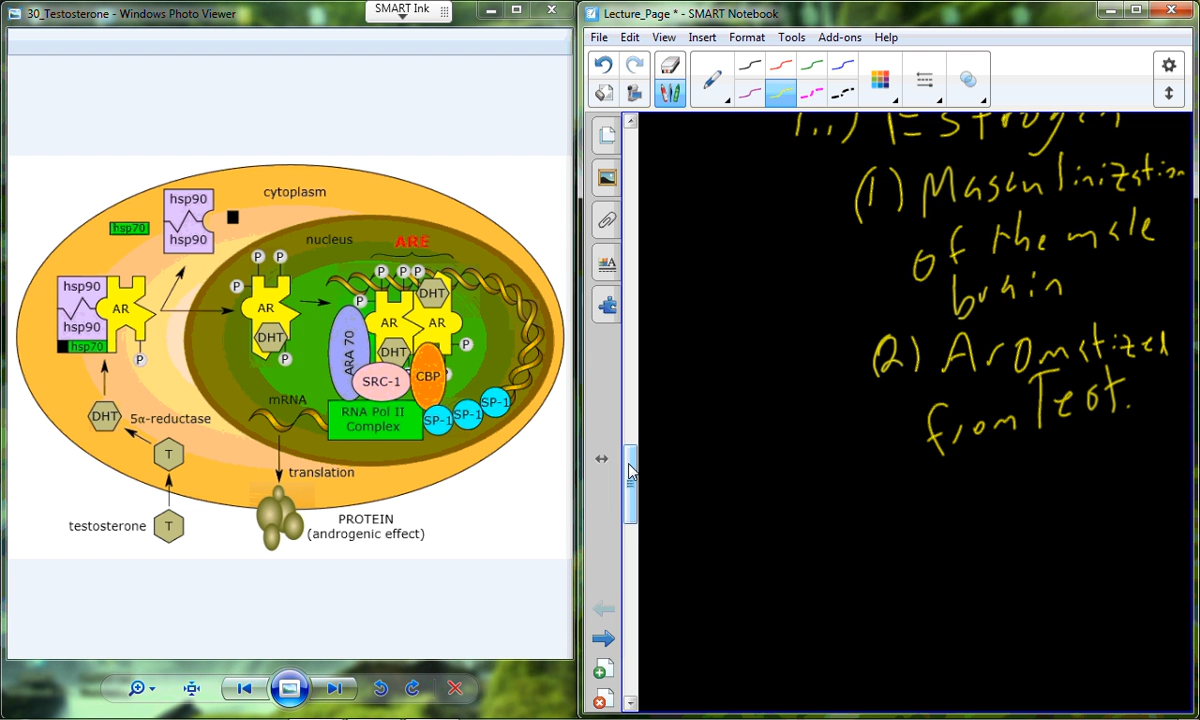 30_Testosterone - Windows Photo Viewer
SMART Ink
cytoplasm
hsp90
hsp90
hsp70
nucleus
ARE
P P
P P P
P
DHT
hsp90
hsp90
hsp70
AR
P
AR
DHT
P
P
AR
AR
DHT
P
ARA 70
SRC-1
CBP
SP-1
SP-1
SP-1
mRNA
RNA Pol II
Complex
DHT
5α-reductase
T
translation
testosterone
T
PROTEIN
(androgenic effect)
Lecture_Page * - SMART Notebook
File Edit View Insert Format Tools Add-ons Help
Estrogen
(1) Masculinization
of the male
brain
(2) Aromatized
from Test.